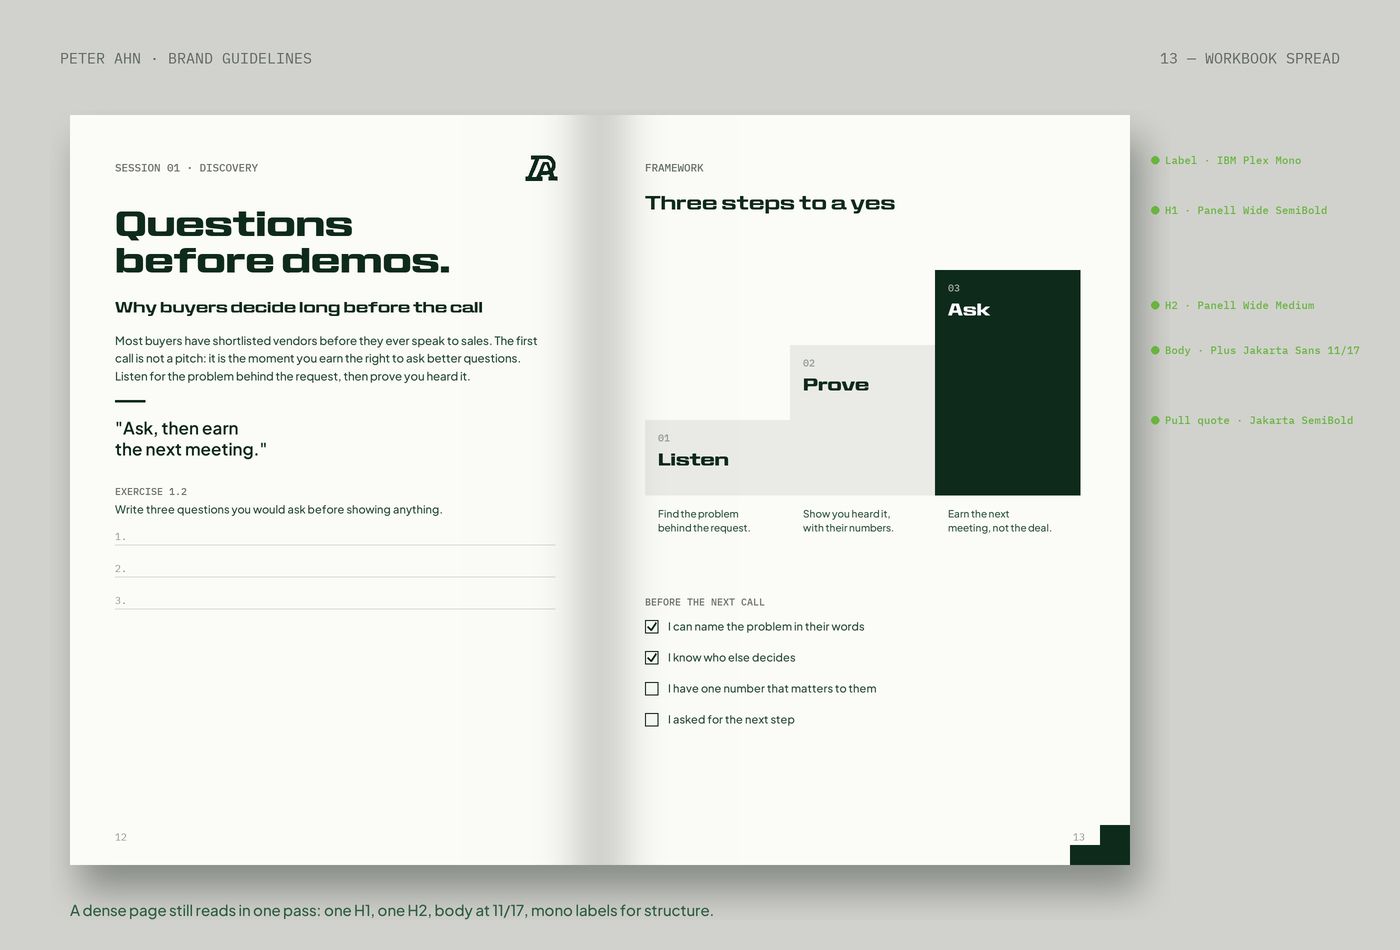 PETER AHN · BRAND GUIDELINES
13 — WORKBOOK SPREAD
SESSION 01 · DISCOVERY
PA
Questions
before demos.
Why buyers decide long before the call
Most buyers have shortlisted vendors before they ever speak to sales. The first
call is not a pitch: it is the moment you earn the right to ask better questions.
Listen for the problem behind the request, then prove you heard it.
"Ask, then earn
the next meeting."
EXERCISE 1.2
Write three questions you would ask before showing anything.
1.
2.
3.
12
FRAMEWORK
Three steps to a yes
01
Listen
02
Prove
03
Ask
Find the problem
behind the request.
Show you heard it,
with their numbers.
Earn the next
meeting, not the deal.
BEFORE THE NEXT CALL
I can name the problem in their words
I know who else decides
I have one number that matters to them
I asked for the next step
13
Label · IBM Plex Mono
H1 · Panell Wide SemiBold
H2 · Panell Wide Medium
Body · Plus Jakarta Sans 11/17
Pull quote · Jakarta SemiBold
A dense page still reads in one pass: one H1, one H2, body at 11/17, mono labels for structure.